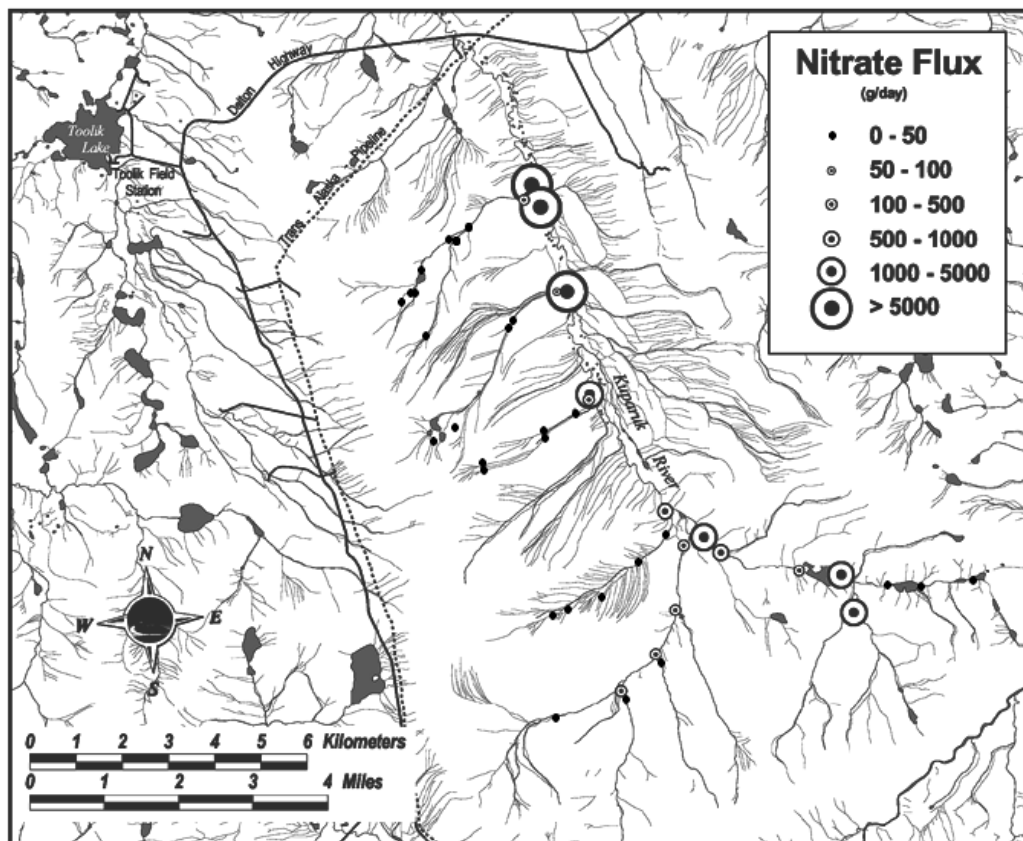 Nitrate Flux
(g/day)
0 - 50
50 - 100
100 - 500
500 - 1000
1000 - 5000
> 5000
Dalton Highway
Trans Alaska Pipeline
Toolik
Lake
Toolik Field
Station
Kuparuk River
N
W
E
S
0 1 2 3 4 5 6 Kilometers
0 1 2 3 4 Miles